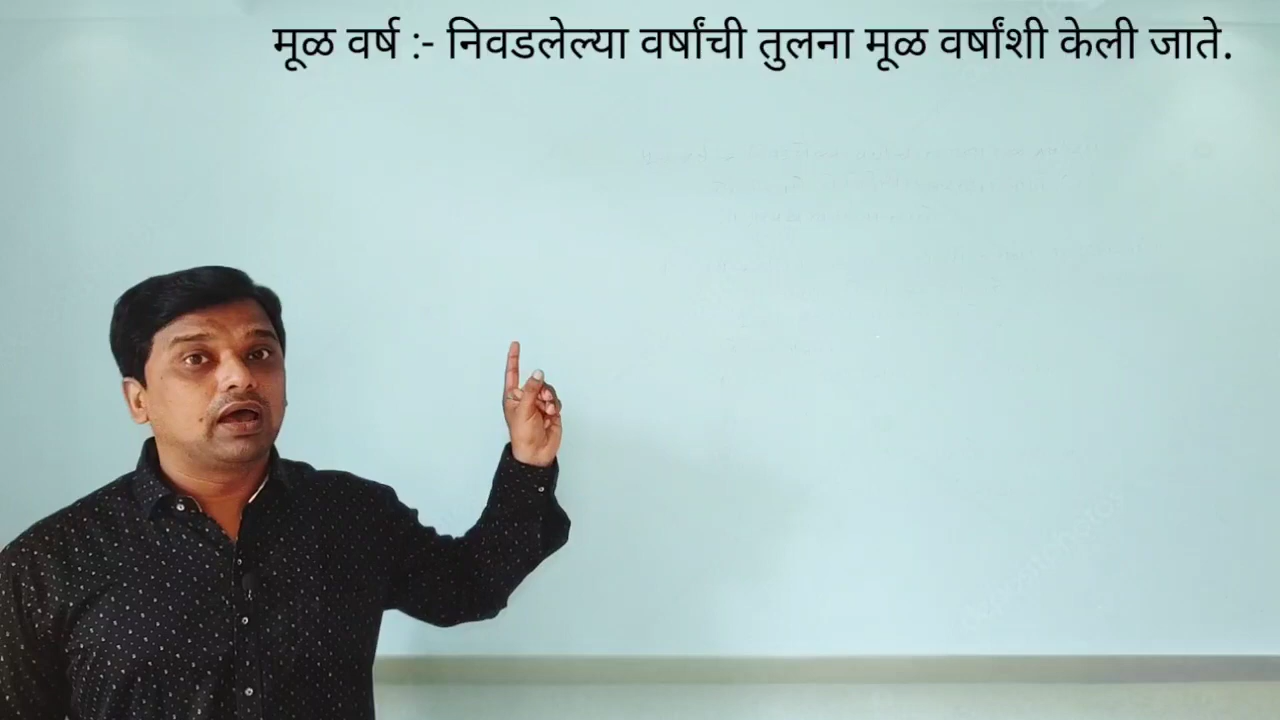 मूळ वर्ष :- निवडलेल्या वर्षांची तुलना मूळ वर्षांशी केली जाते.